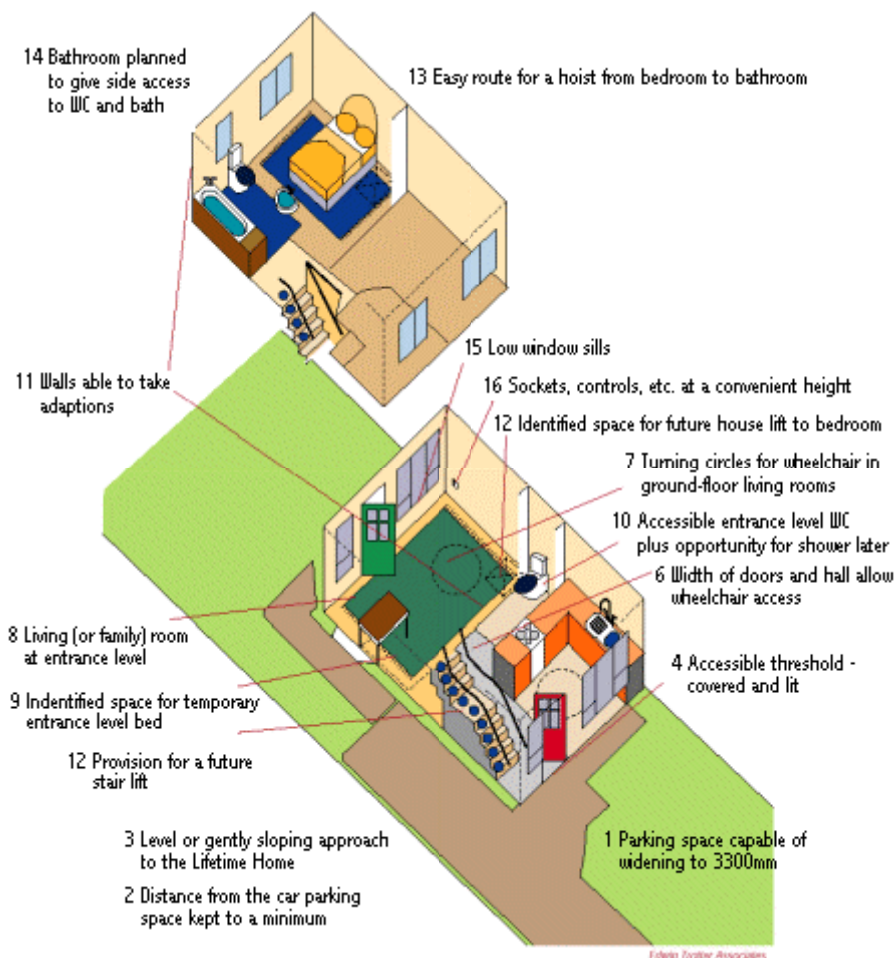 14 Bathroom planned
to give side access
to WC and bath
13 Easy route for a hoist from bedroom to bathroom
15 Low window sills
11 Walls able to take
adaptions
16 Sockets, controls, etc. at a convenient height
12 Identified space for future house lift to bedroom
7 Turning circles for wheelchair in
ground-floor living rooms
10 Accessible entrance level WC
plus opportunity for shower later
6 Width of doors and hall allow
wheelchair access
8 Living (or family) room
at entrance level
4 Accessible threshold -
covered and lit
9 Indentified space for temporary
entrance level bed
12 Provision for a future
stair lift
3 Level or gently sloping approach
to the Lifetime Home
1 Parking space capable of
widening to 3300mm
2 Distance from the car parking
space kept to a minimum
Edwin Trotter Associates